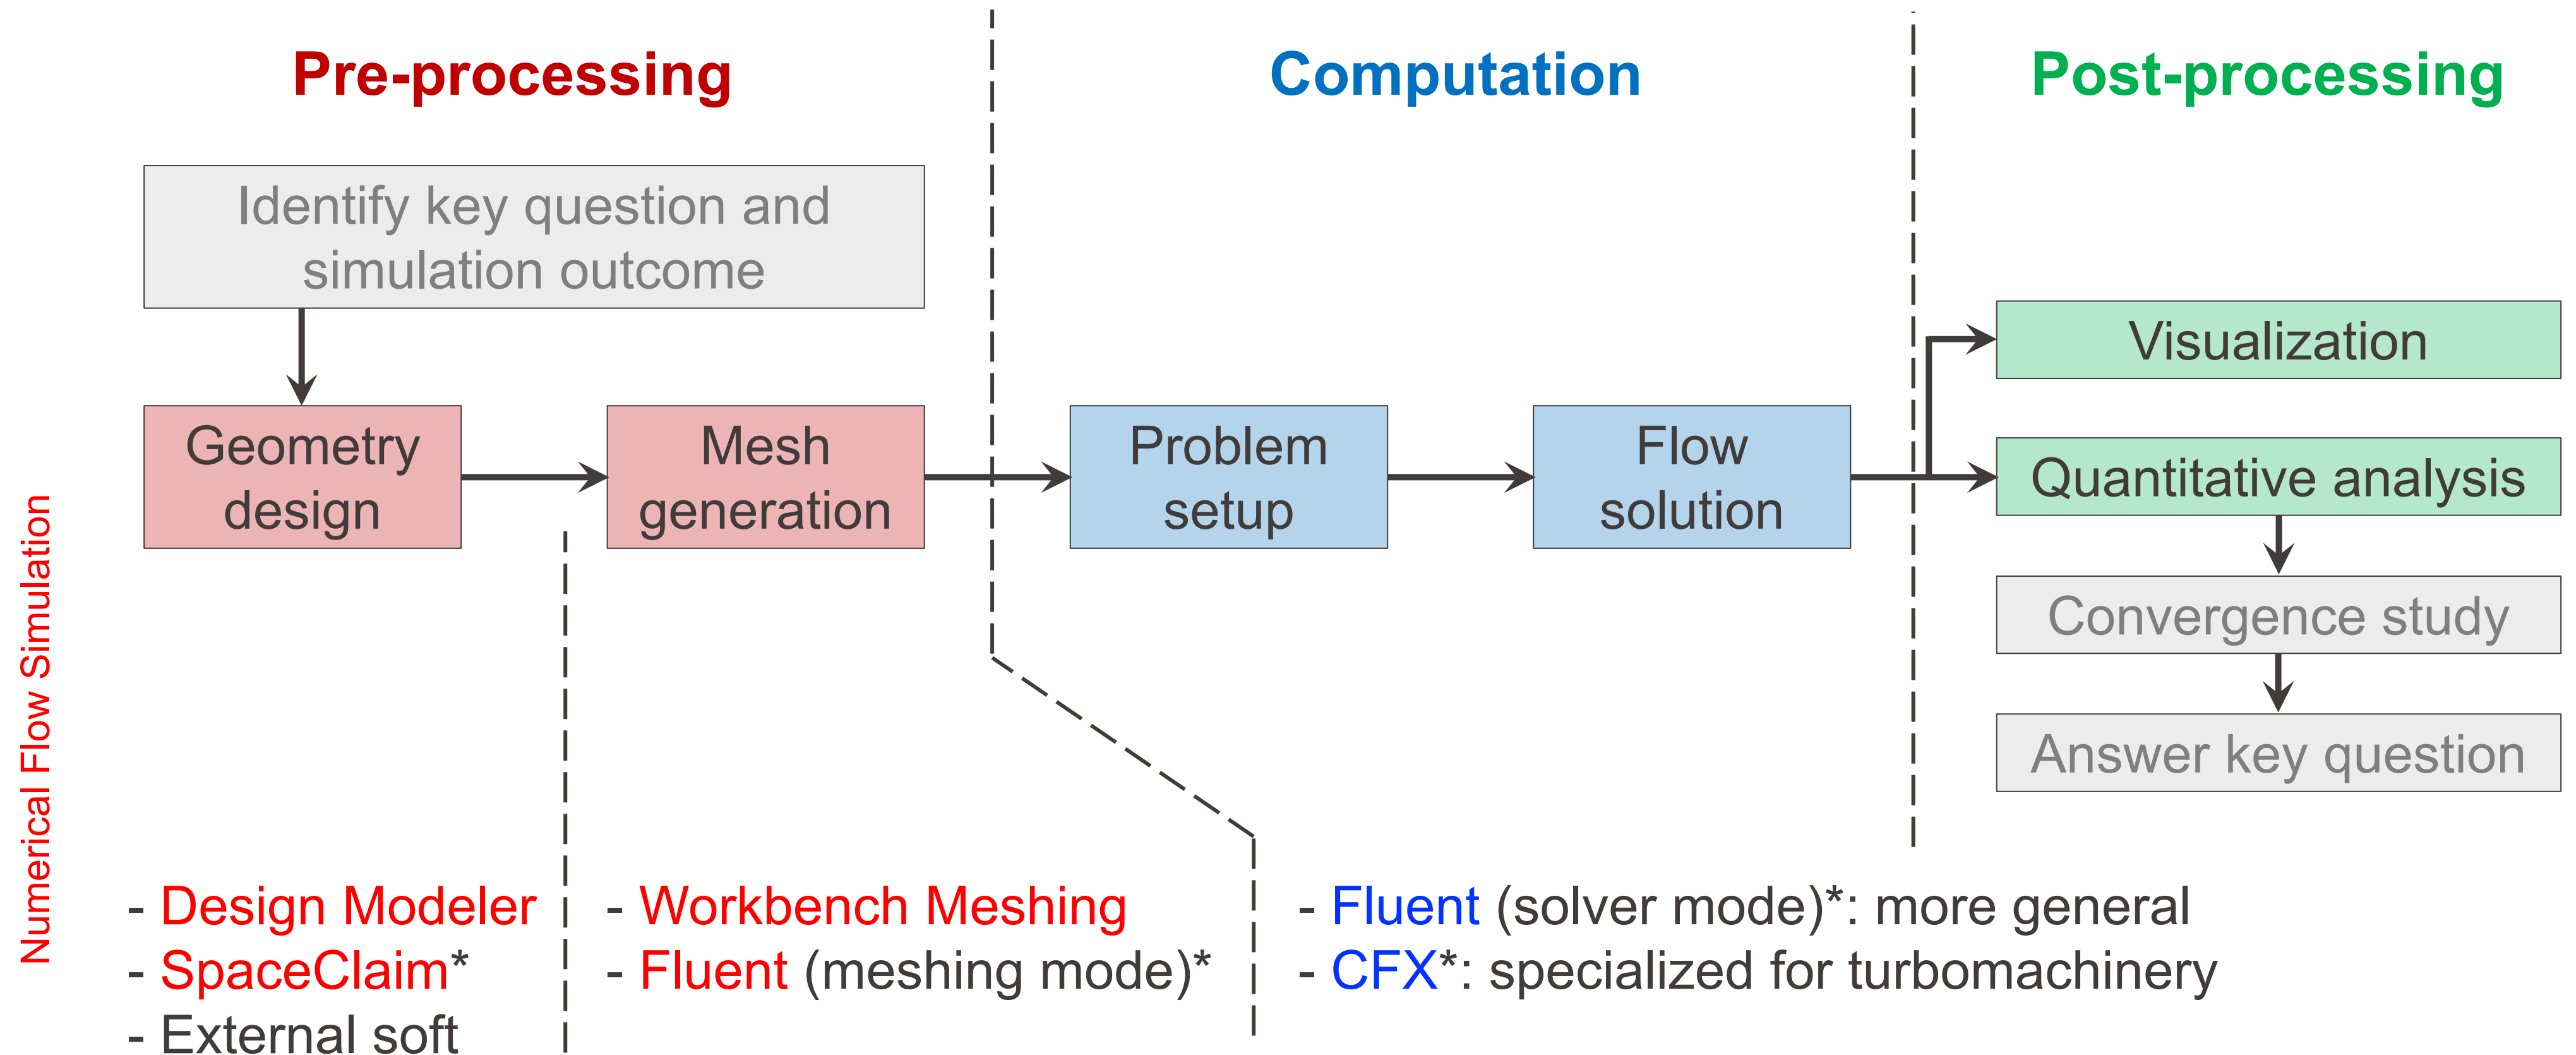 Pre-processing
Computation
Post-processing
Identify key question and
simulation outcome
Geometry
design
Mesh
generation
Problem
setup
Flow
solution
Visualization
Quantitative analysis
Convergence study
Answer key question
Numerical Flow Simulation
- Design Modeler
- SpaceClaim*
- External soft
- Workbench Meshing
- Fluent (meshing mode)*
- Fluent (solver mode)*: more general
- CFX*: specialized for turbomachinery